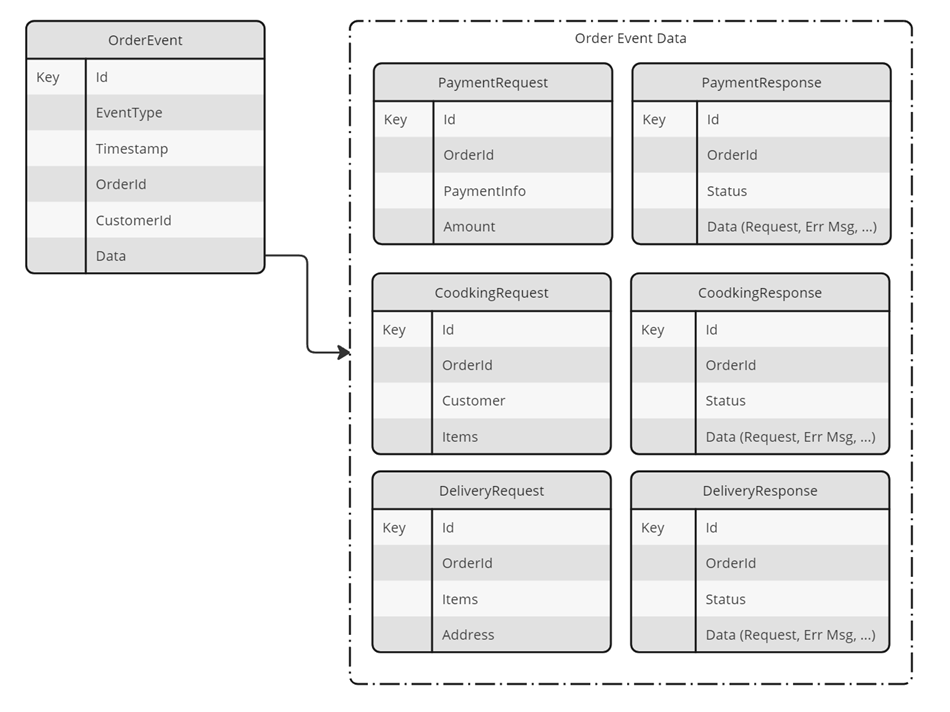 OrderEvent
Key Id
EventType
Timestamp
OrderId
CustomerId
Data
Order Event Data
PaymentRequest
Key Id
OrderId
PaymentInfo
Amount
PaymentResponse
Key Id
OrderId
Status
Data (Request, Err Msg, ...)
CoodkingRequest
Key Id
OrderId
Customer
Items
CoodkingResponse
Key Id
OrderId
Status
Data (Request, Err Msg, ...)
DeliveryRequest
Key Id
OrderId
Items
Address
DeliveryResponse
Key Id
OrderId
Status
Data (Request, Err Msg, ...)